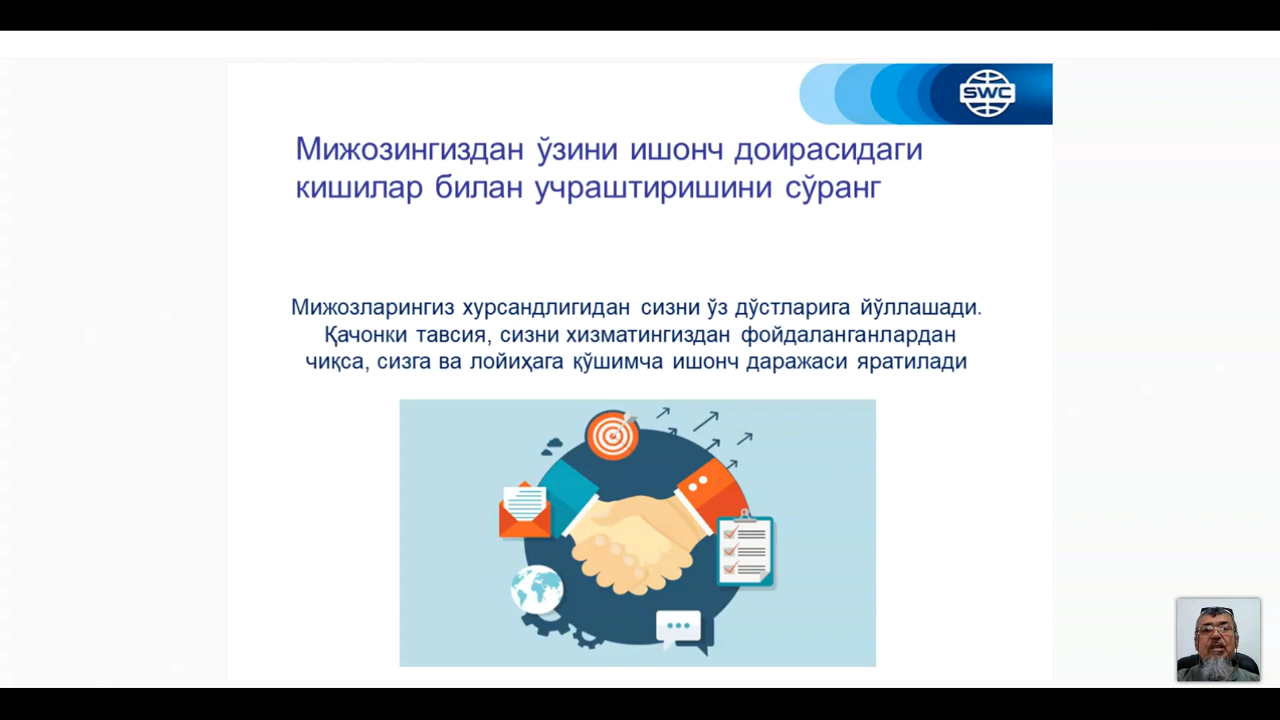 SWC
Мижозингиздан ўзини ишонч доирасидаги
кишилар билан учраштиришини сўранг
Мижозларингиз хурсандлигидан сизни ўз дўстларига йўллашади.
Қачонки тавсия, сизни хизматингиздан фойдаланганлардан
чиқса, сизга ва лойиҳага қўшимча ишонч даражаси яратилади